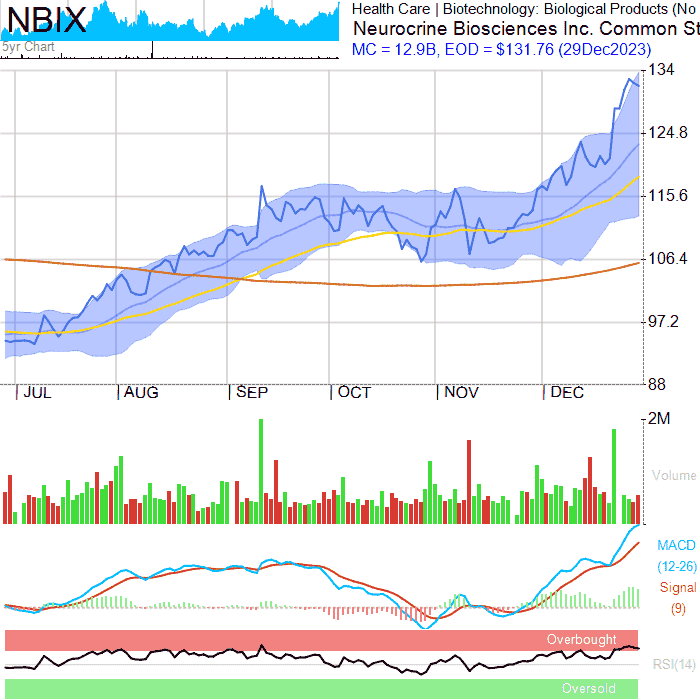 NBIX
5yr Chart
Health Care | Biotechnology: Biological Products (No
Neurocrine Biosciences Inc. Common St
MC = 12.9B, EOD = $131.76 (29Dec2023)
134
124.8
115.6
106.4
97.2
88
JUL AUG SEP OCT NOV DEC
2M
Volume
MACD
(12-26)
Signal
(9)
Overbought
RSI(14)
Oversold